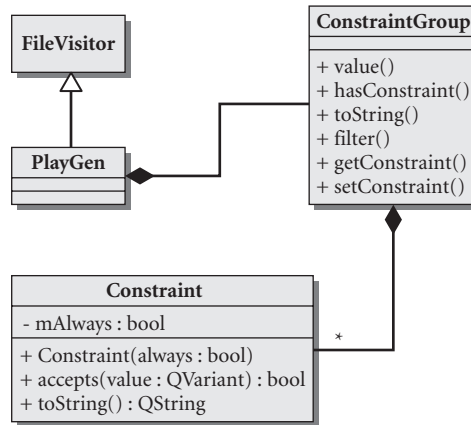 FileVisitor
PlayGen
ConstraintGroup
+ value()
+ hasConstraint()
+ toString()
+ filter()
+ getConstraint()
+ setConstraint()
Constraint
- mAlways : bool
+ Constraint(always : bool)
+ accepts(value : QVariant) : bool
+ toString() : QString
*